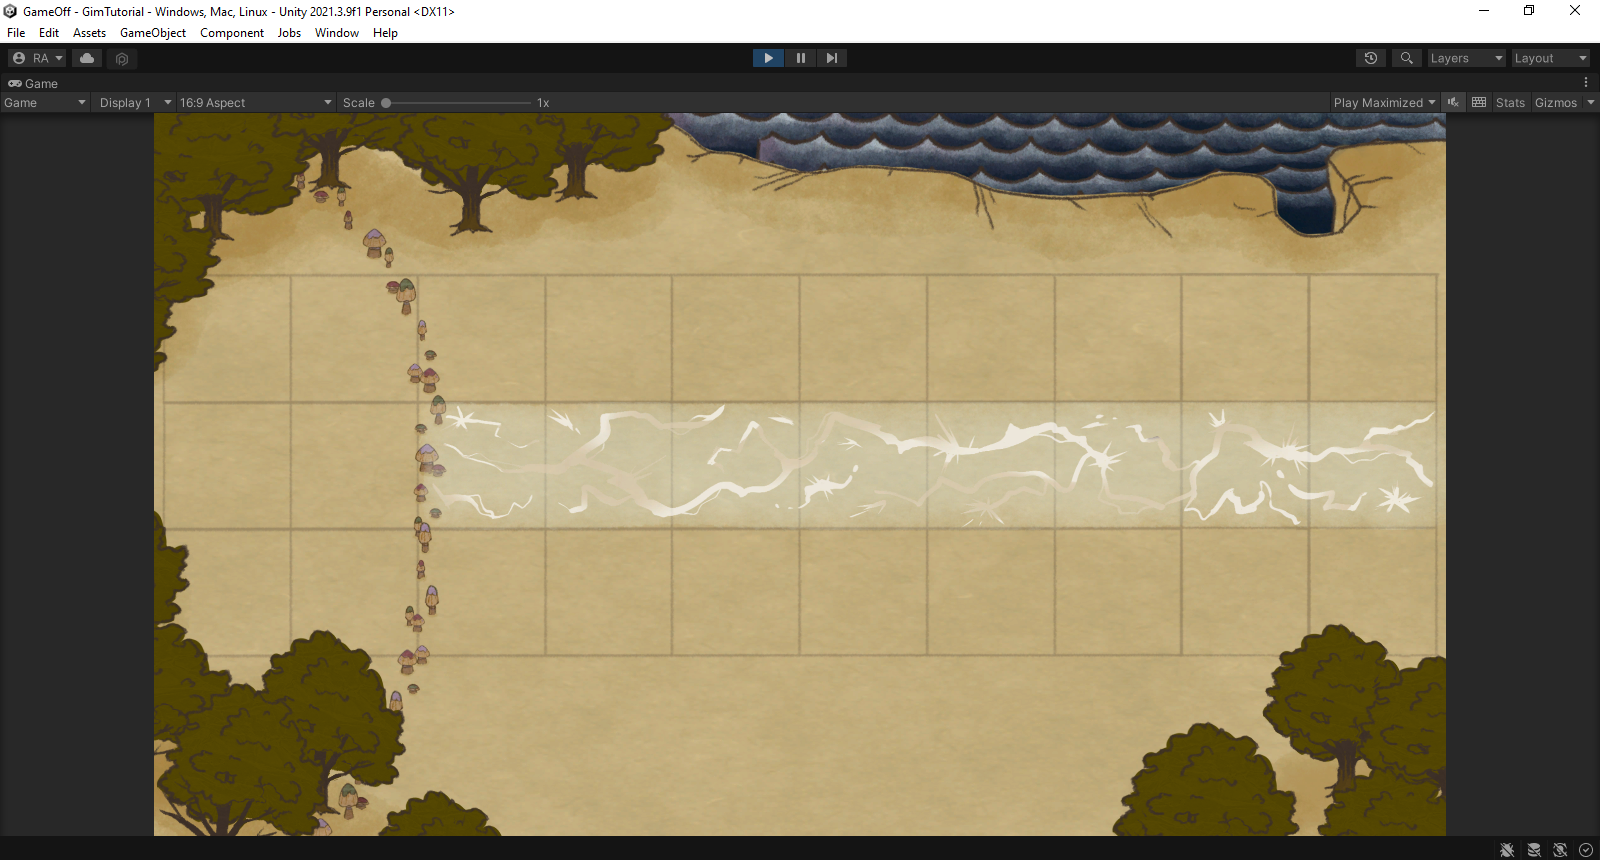 GameOff - GimTutorial - Windows, Mac, Linux - Unity 2021.3.9f1 Personal <DX11>
File Edit Assets GameObject Component Jobs Window Help
RA Layers Layout
Game
Game Display 1 16:9 Aspect Scale 1x Play Maximized Stats Gizmos